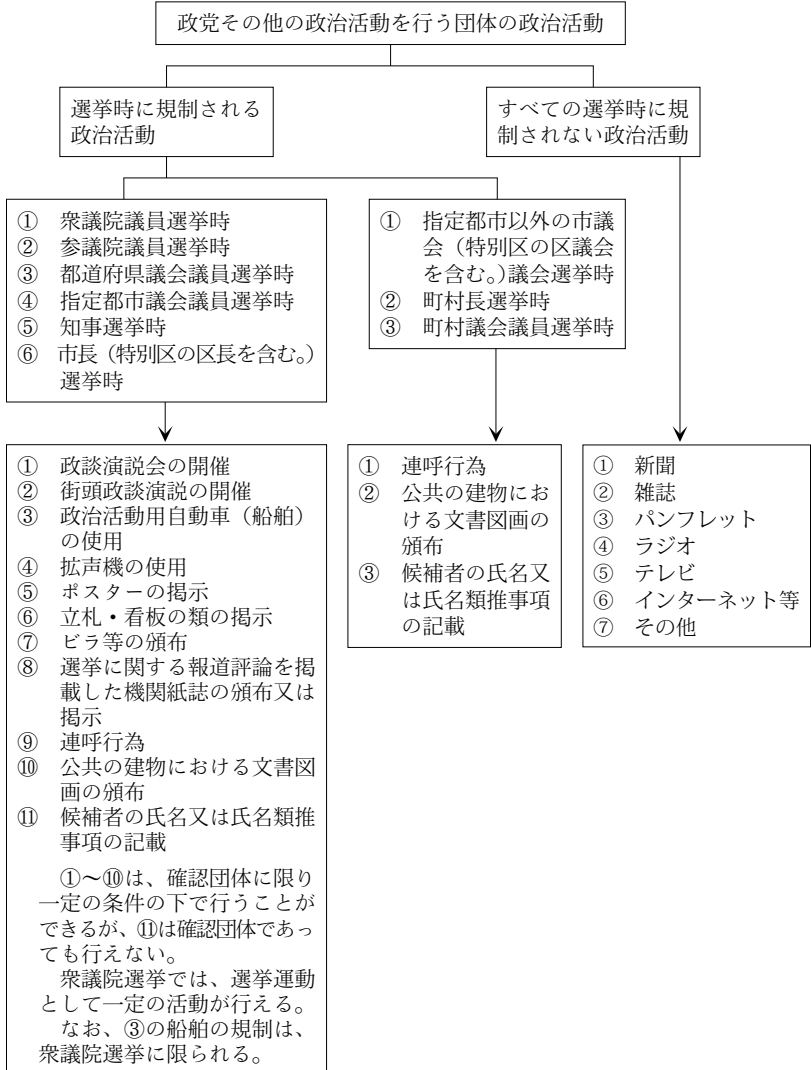 政党その他の政治活動を行う団体の政治活動
選挙時に規制される
政治活動
すべての選挙時に規
制されない政治活動
① 衆議院議員選挙時
② 参議院議員選挙時
③ 都道府県議会議員選挙時
④ 指定都市議会議員選挙時
⑤ 知事選挙時
⑥ 市長（特別区の区長を含む。）
選挙時
① 指定都市以外の市議
会（特別区の区議会
を含む。）議会選挙時
② 町村長選挙時
③ 町村議会議員選挙時
① 政談演説会の開催
② 街頭政談演説の開催
③ 政治活動用自動車（船舶）
の使用
④ 拡声機の使用
⑤ ポスターの掲示
⑥ 立札・看板の類の掲示
⑦ ビラ等の頒布
⑧ 選挙に関する報道評論を掲
載した機関紙誌の頒布又は
掲示
⑨ 連呼行為
⑩ 公共の建物における文書図
画の頒布
⑪ 候補者の氏名又は氏名類推
事項の記載
①～⑩は、確認団体に限り
一定の条件の下で行うことが
できるが、⑪は確認団体であっ
ても行えない。
衆議院選挙では、選挙運動
として一定の活動が行える。
なお、③の船舶の規制は、
衆議院選挙に限られる。
① 連呼行為
② 公共の建物にお
ける文書図画の
頒布
③ 候補者の氏名又
は氏名類推事項
の記載
① 新聞
② 雑誌
③ パンフレット
④ ラジオ
⑤ テレビ
⑥ インターネット等
⑦ その他